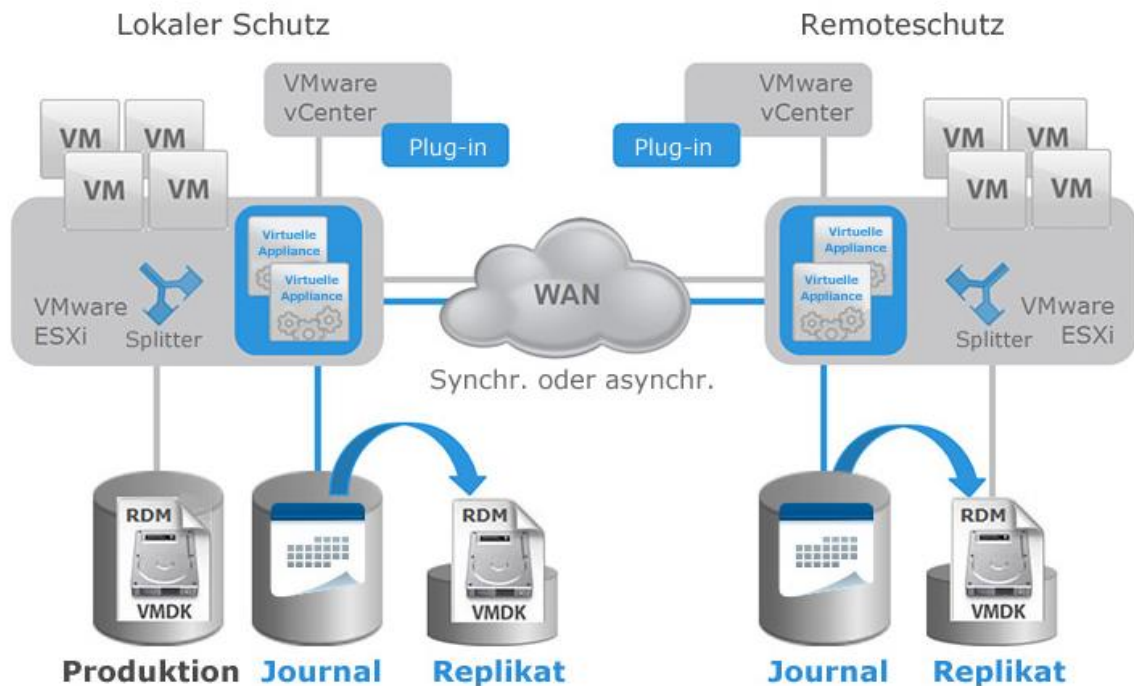 Lokaler Schutz
Remoteschutz
VMware
vCenter
Plug-in
VMware
vCenter
Plug-in
VM
VM
VM
VM
VM
VM
VM
VM
Virtuelle
Appliance
Virtuelle
Appliance
VMware
ESXi
Splitter
WAN
Synchr. oder asynchr.
Virtuelle
Appliance
Virtuelle
Appliance
Splitter
VMware
ESXi
RDM
VMDK
RDM
VMDK
RDM
VMDK
Produktion
Journal
Replikat
Journal
Replikat